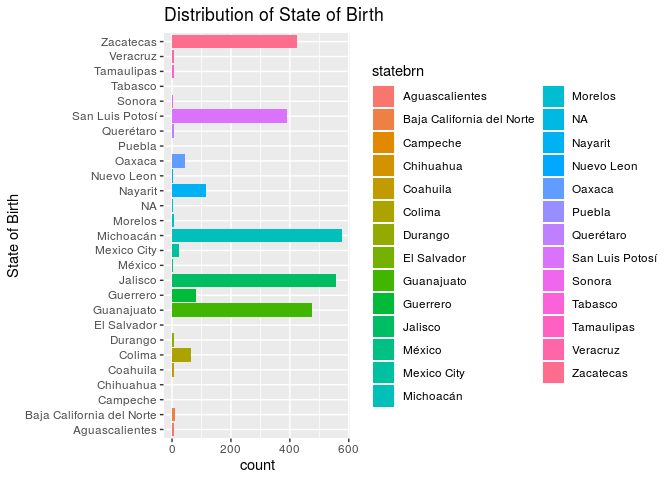 Distribution of State of Birth
State of Birth
Zacatecas
Veracruz
Tamaulipas
Tabasco
Sonora
San Luis Potosí
Querétaro
Puebla
Oaxaca
Nuevo Leon
Nayarit
NA
Morelos
Michoacán
Mexico City
México
Jalisco
Guerrero
Guanajuato
El Salvador
Durango
Colima
Coahuila
Chihuahua
Campeche
Baja California del Norte
Aguascalientes
0 200 400 600
count
statebrn
Aguascalientes
Baja California del Norte
Campeche
Chihuahua
Coahuila
Colima
Durango
El Salvador
Guanajuato
Guerrero
Jalisco
México
Mexico City
Michoacán
Morelos
NA
Nayarit
Nuevo Leon
Oaxaca
Puebla
Querétaro
San Luis Potosí
Sonora
Tabasco
Tamaulipas
Veracruz
Zacatecas